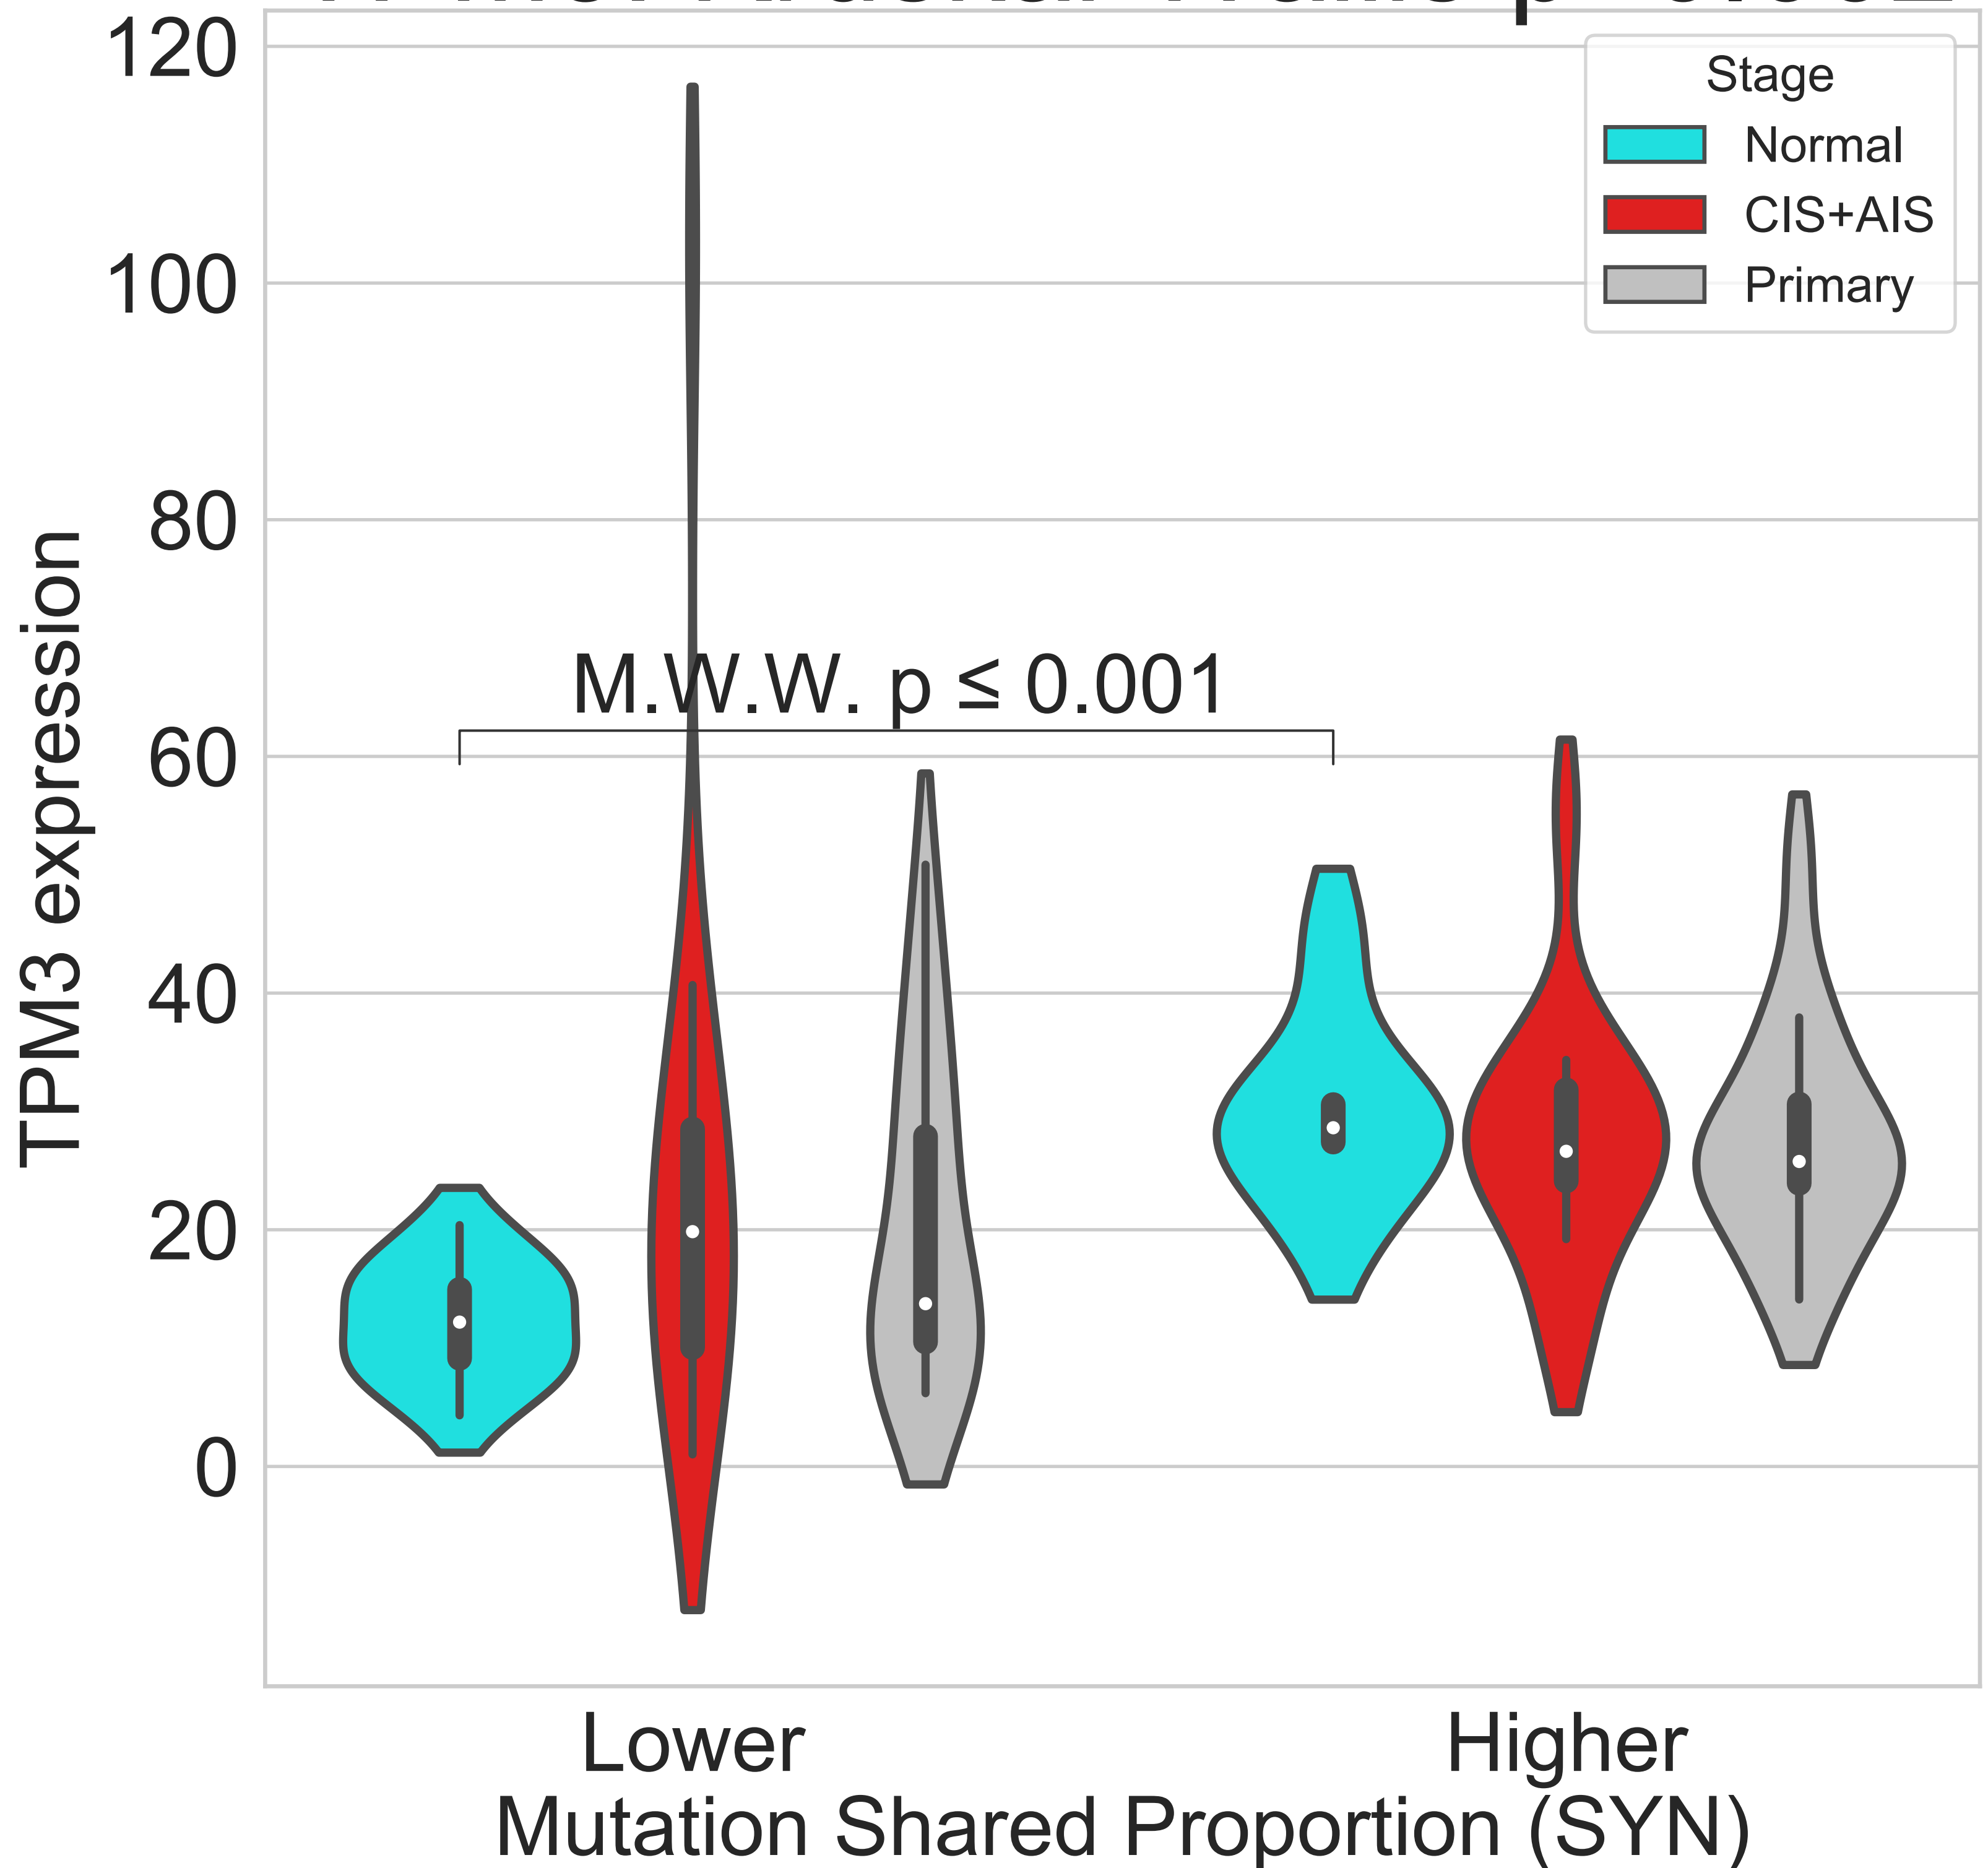 120
100
80
60
40
20
0
TPM3 expression
Stage
Normal
CIS+AIS
Primary
M.W.W. p ≤ 0.001
Lower
Higher
Mutation Shared Proportion (SYN)